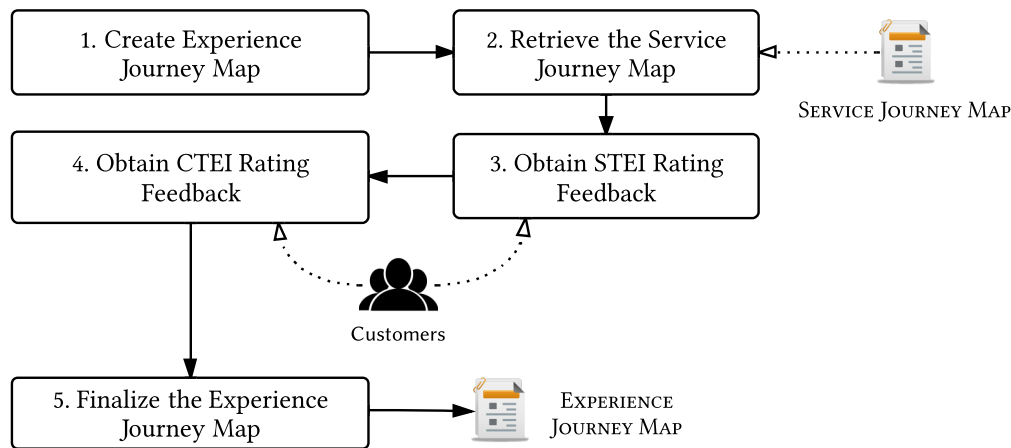 1. Create Experience
Journey Map
2. Retrieve the Service
Journey Map
SERVICE JOURNEY MAP
4. Obtain CTEI Rating
Feedback
3. Obtain STEI Rating
Feedback
Customers
5. Finalize the Experience
Journey Map
EXPERIENCE
JOURNEY MAP